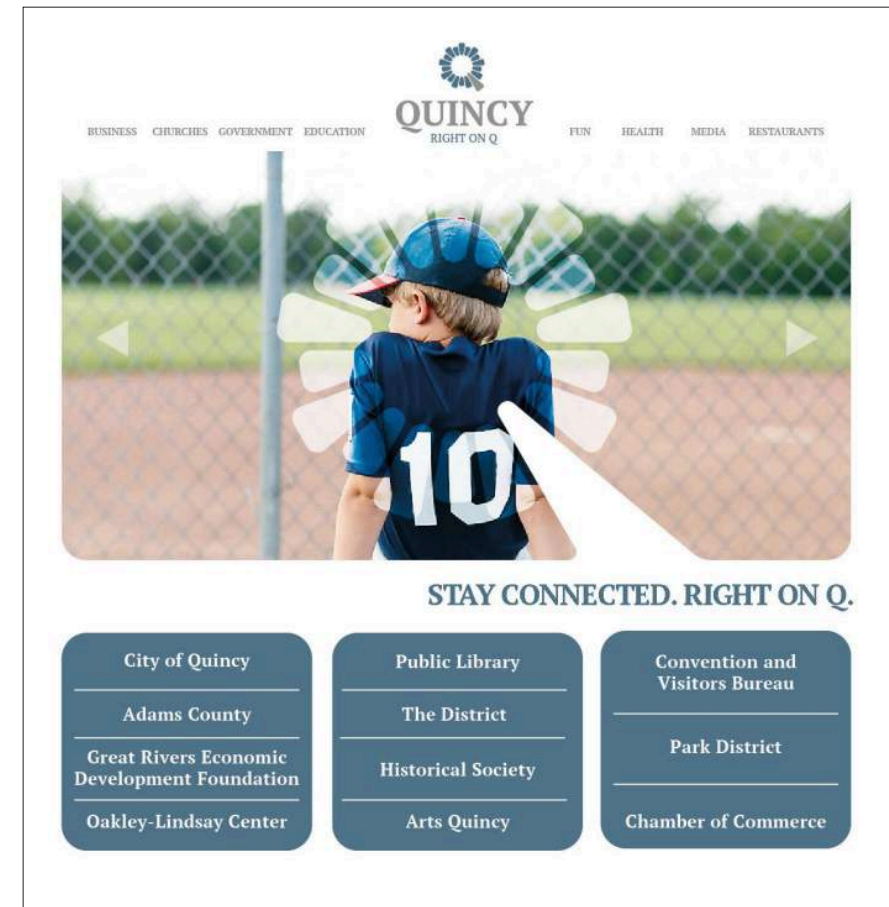 QUINCY
RIGHT ON Q
BUSINESS CHURCHES GOVERNMENT EDUCATION FUN HEALTH MEDIA RESTAURANTS
10
STAY CONNECTED. RIGHT ON Q.
City of Quincy
Adams County
Great Rivers Economic
Development Foundation
Oakley-Lindsay Center
Public Library
The District
Historical Society
Arts Quincy
Convention and
Visitors Bureau
Park District
Chamber of Commerce